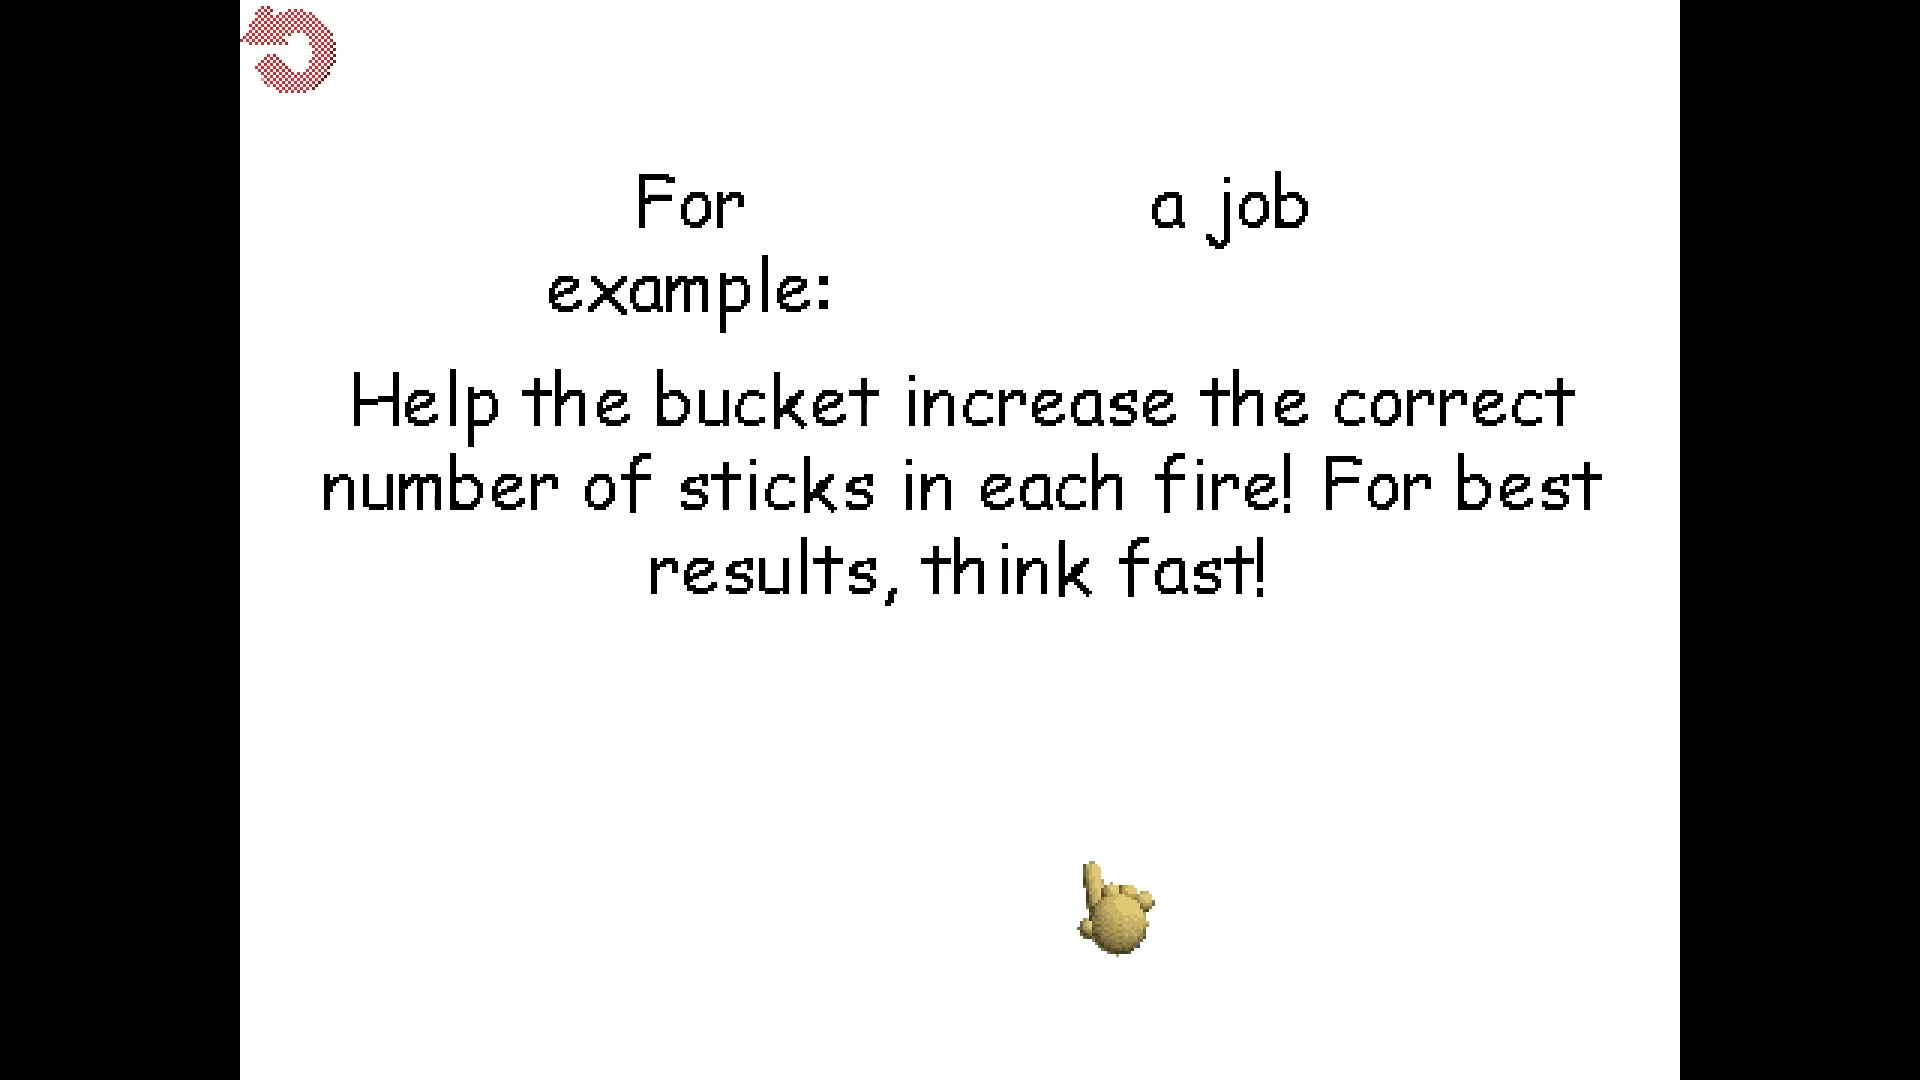 For a job
example:
Help the bucket increase the correct
number of sticks in each fire! For best
results, think fast!